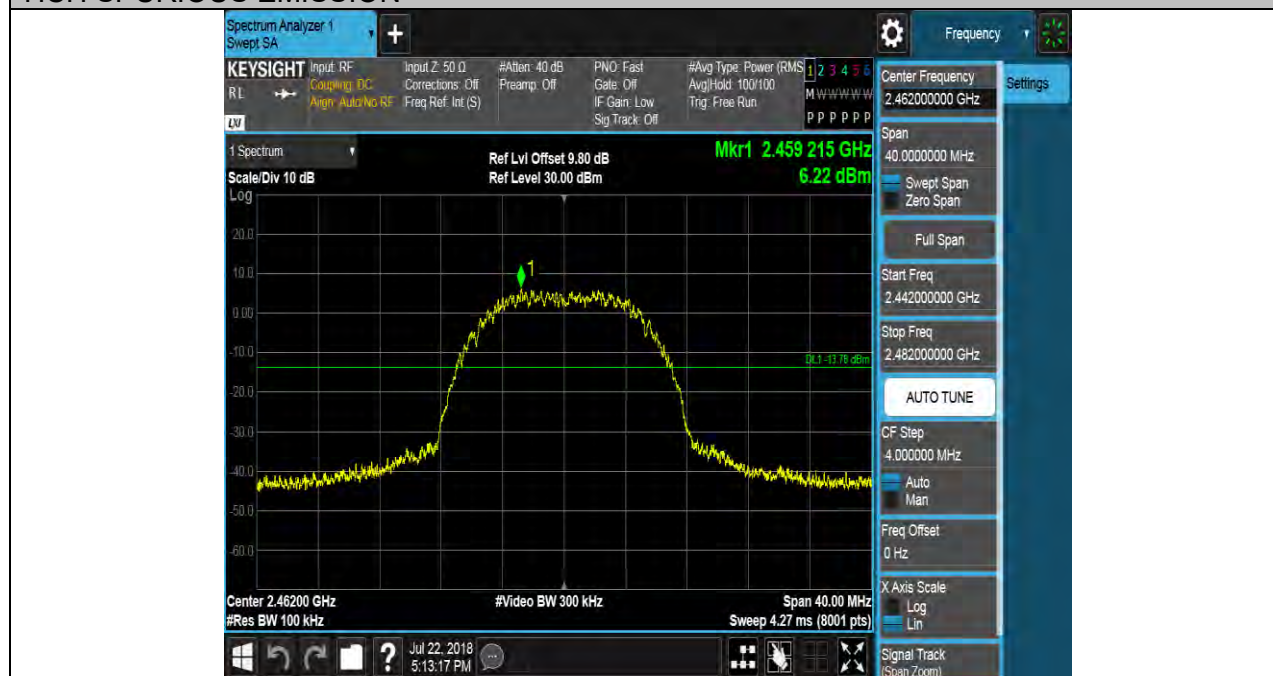 Spectrum Analyzer 1
Swept SA
+
Frequency
KEYSIGHT
RL
LXI
Input: RF
Coupling: DC
Align: Auto/No RF
Input Z: 50 Ω
Corrections: Off
Freq Ref: Int (S)
#Atten: 40 dB
Preamp: Off
PNO: Fast
Gate: Off
IF Gain: Low
Sig Track: Off
#Avg Type: Power (RMS
Avg|Hold: 100/100
Trig: Free Run
1 2 3 4 5 6
M W W W W W
P P P P P P
1 Spectrum
Scale/Div 10 dB
Ref Lvl Offset 9.80 dB
Ref Level 30.00 dBm
Mkr1 2.459 215 GHz
6.22 dBm
Log
20.0
10.0
0.00
-10.0
-20.0
-30.0
-40.0
-50.0
-60.0
1
DL1 -13.78 dBm
Center 2.46200 GHz
#Res BW 100 kHz
#Video BW 300 kHz
Span 40.00 MHz
Sweep 4.27 ms (8001 pts)
?
Jul 22, 2018
5:13:17 PM
Center Frequency
2.462000000 GHz
Settings
Span
40.0000000 MHz
Swept Span
Zero Span
Full Span
Start Freq
2.442000000 GHz
Stop Freq
2.482000000 GHz
AUTO TUNE
CF Step
4.000000 MHz
Auto
Man
Freq Offset
0 Hz
X Axis Scale
Log
Lin
Signal Track
(Span Zoom)